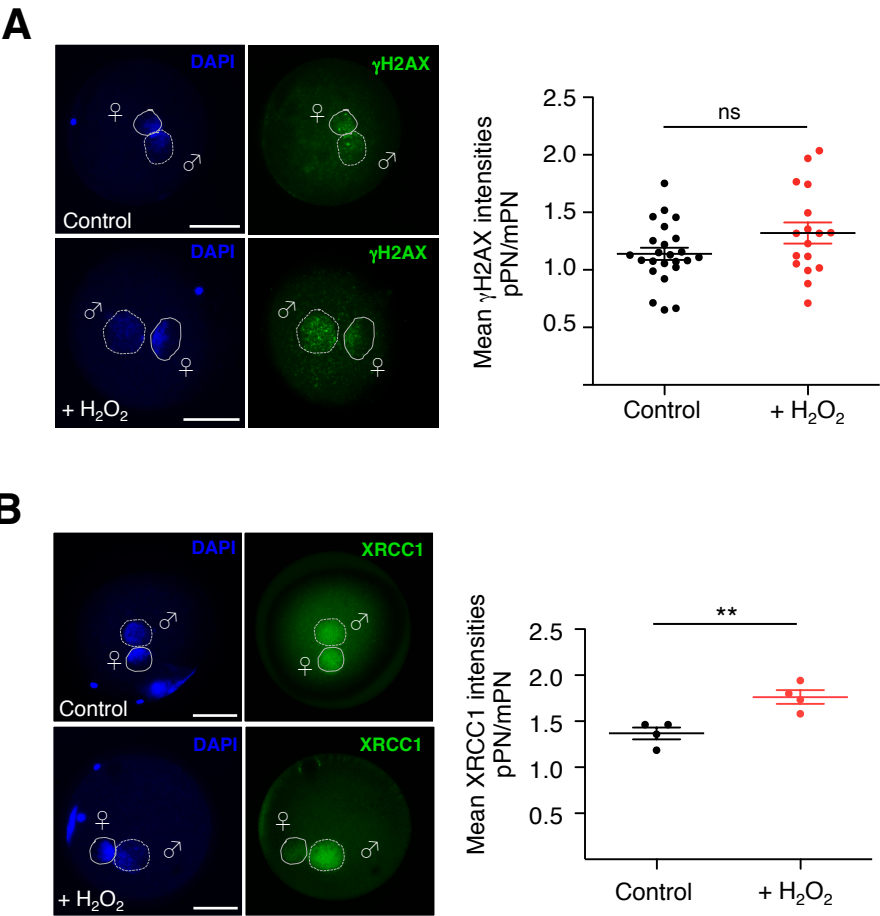 A
DAPI
γH2AX
♀
♂
♀
♂
Control
DAPI
γH2AX
♂
♀
♂
♀
+ H₂O₂
Mean γH2AX intensities
pPN/mPN
2.5
2.0
1.5
1.0
0.5
ns
Control
+ H₂O₂
B
DAPI
XRCC1
♂
♀
♂
♀
Control
DAPI
XRCC1
♀
♂
♀
♂
+ H₂O₂
Mean XRCC1 intensities
pPN/mPN
2.5
2.0
1.5
1.0
0.5
**
Control
+ H₂O₂